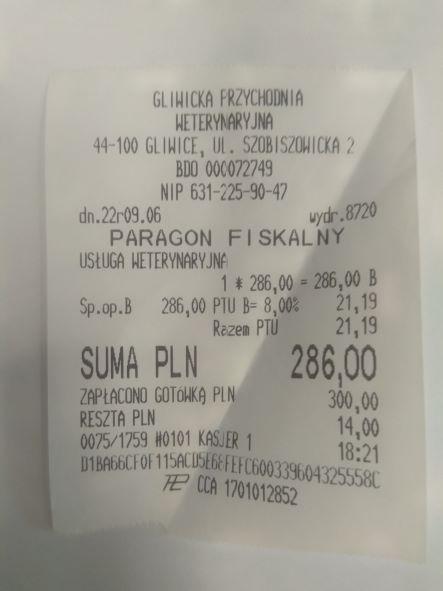 GLIWICKA PRZYCHODNIA
WETERYNARYJNA
44-100 GLIWICE, UL. SZOBISZOWICKA 2
BDO 000072749
NIP 631-225-90-47
dn.22r09.06 wydr.8720
PARAGON FISKALNY
USŁUGA WETERYNARYJNA
1 * 286,00 = 286,00 B
Sp.op.B 286,00 PTU B= 8,00% 21,19
Razem PTU 21,19
SUMA PLN 286,00
ZAPŁACONO GOTÓWKĄ PLN 300,00
RESZTA PLN 14,00
0075/1759 #0101 KASJER 1 18:21
CCA 1701012852